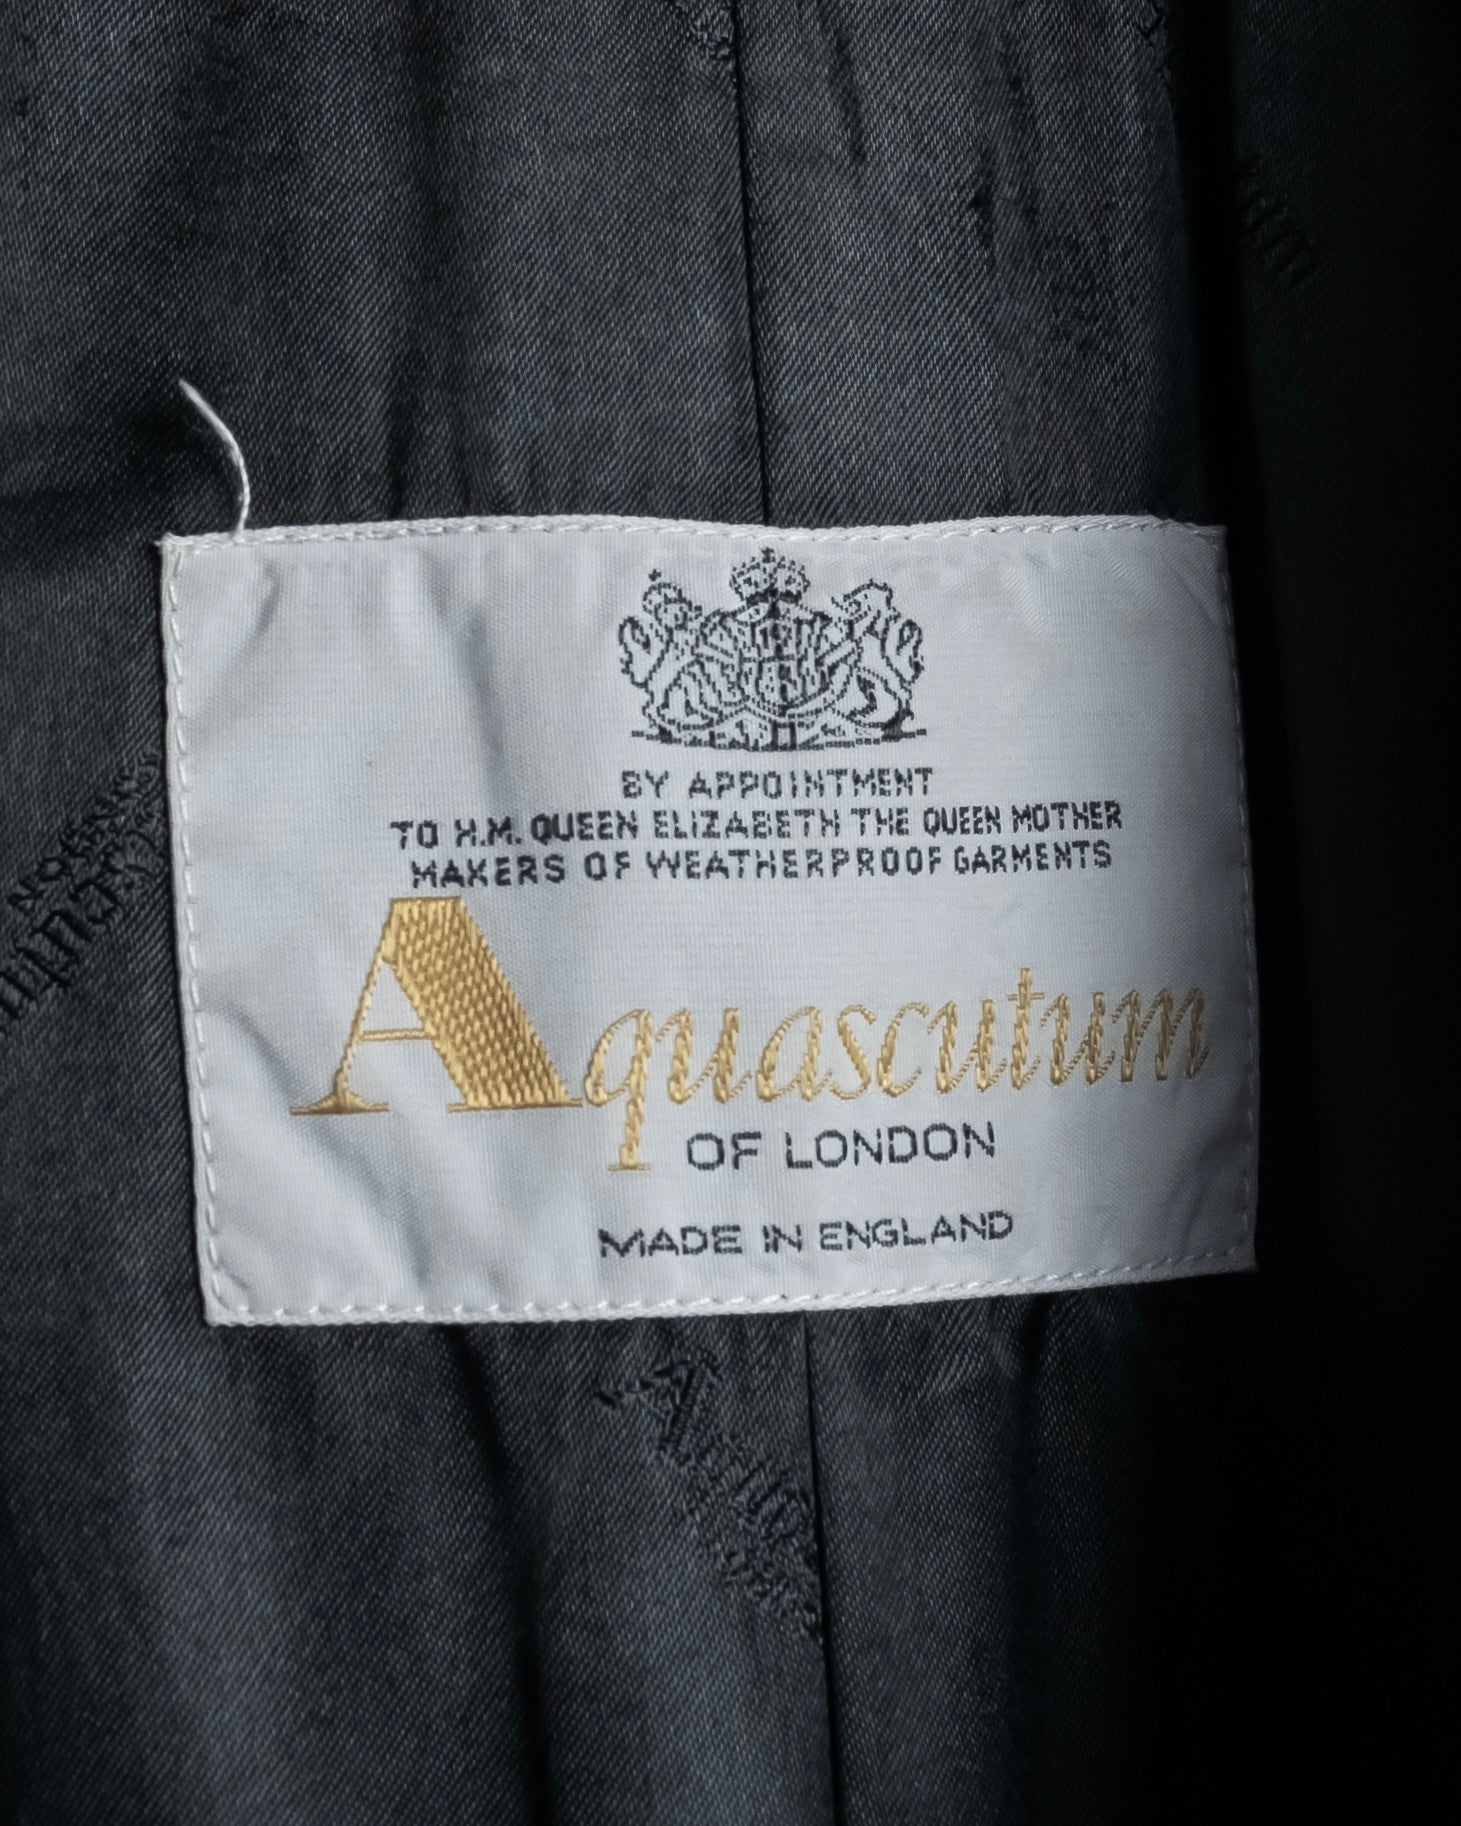 BY APPOINTMENT
TO H.M. QUEEN ELIZABETH THE QUEEN MOTHER
MAKERS OF WEATHERPROOF GARMENTS
Aquascutum
OF LONDON
MADE IN ENGLAND